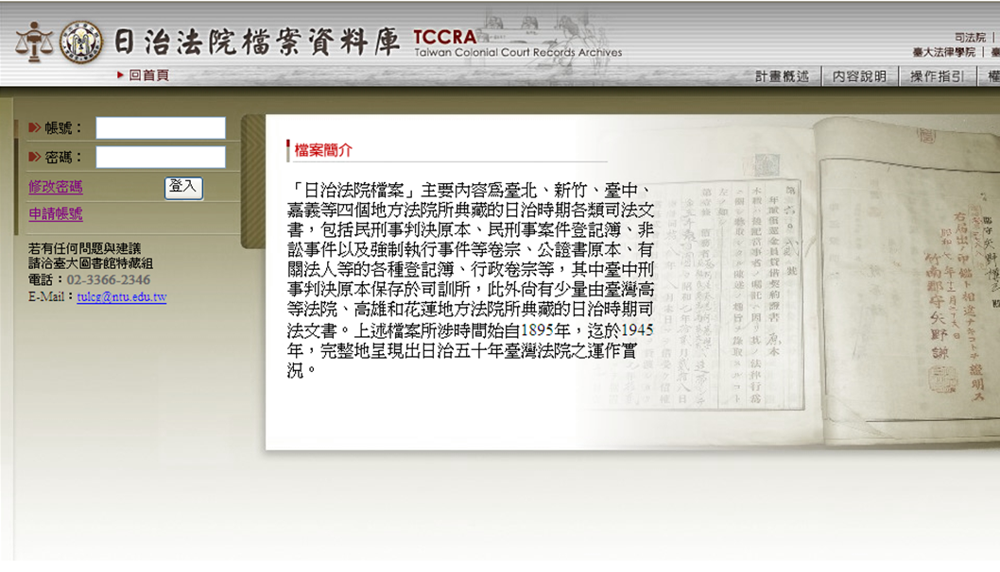 日治法院檔案資料庫 TCCRA
Taiwan Colonial Court Records Archives
司法院 |
臺大法律學院 |
回首頁
計畫概述 | 內容說明 | 操作指引 |
帳號：
密碼：
修改密碼 登入
申請帳號
若有任何問題與建議
請洽臺大圖書館特藏組
電話：02-3366-2346
E-Mail：tulcg@ntu.edu.tw
檔案簡介
「日治法院檔案」主要內容為臺北、新竹、臺中、
嘉義等四個地方法院所典藏的日治時期各類司法文
書，包括民刑事判決原本、民刑事案件登記簿、非
訟事件以及強制執行事件等卷宗、公證書原本、有
關法人等的各種登記簿、行政卷宗等，其中臺中刑
事判決原本保存於司訓所，此外尚有少量由臺灣高
等法院、高雄和花蓮地方法院所典藏的日治時期司
法文書。上述檔案所涉時間始自1895年，迄於1945
年，完整地呈現出日治五十年臺灣法院之運作實
況。